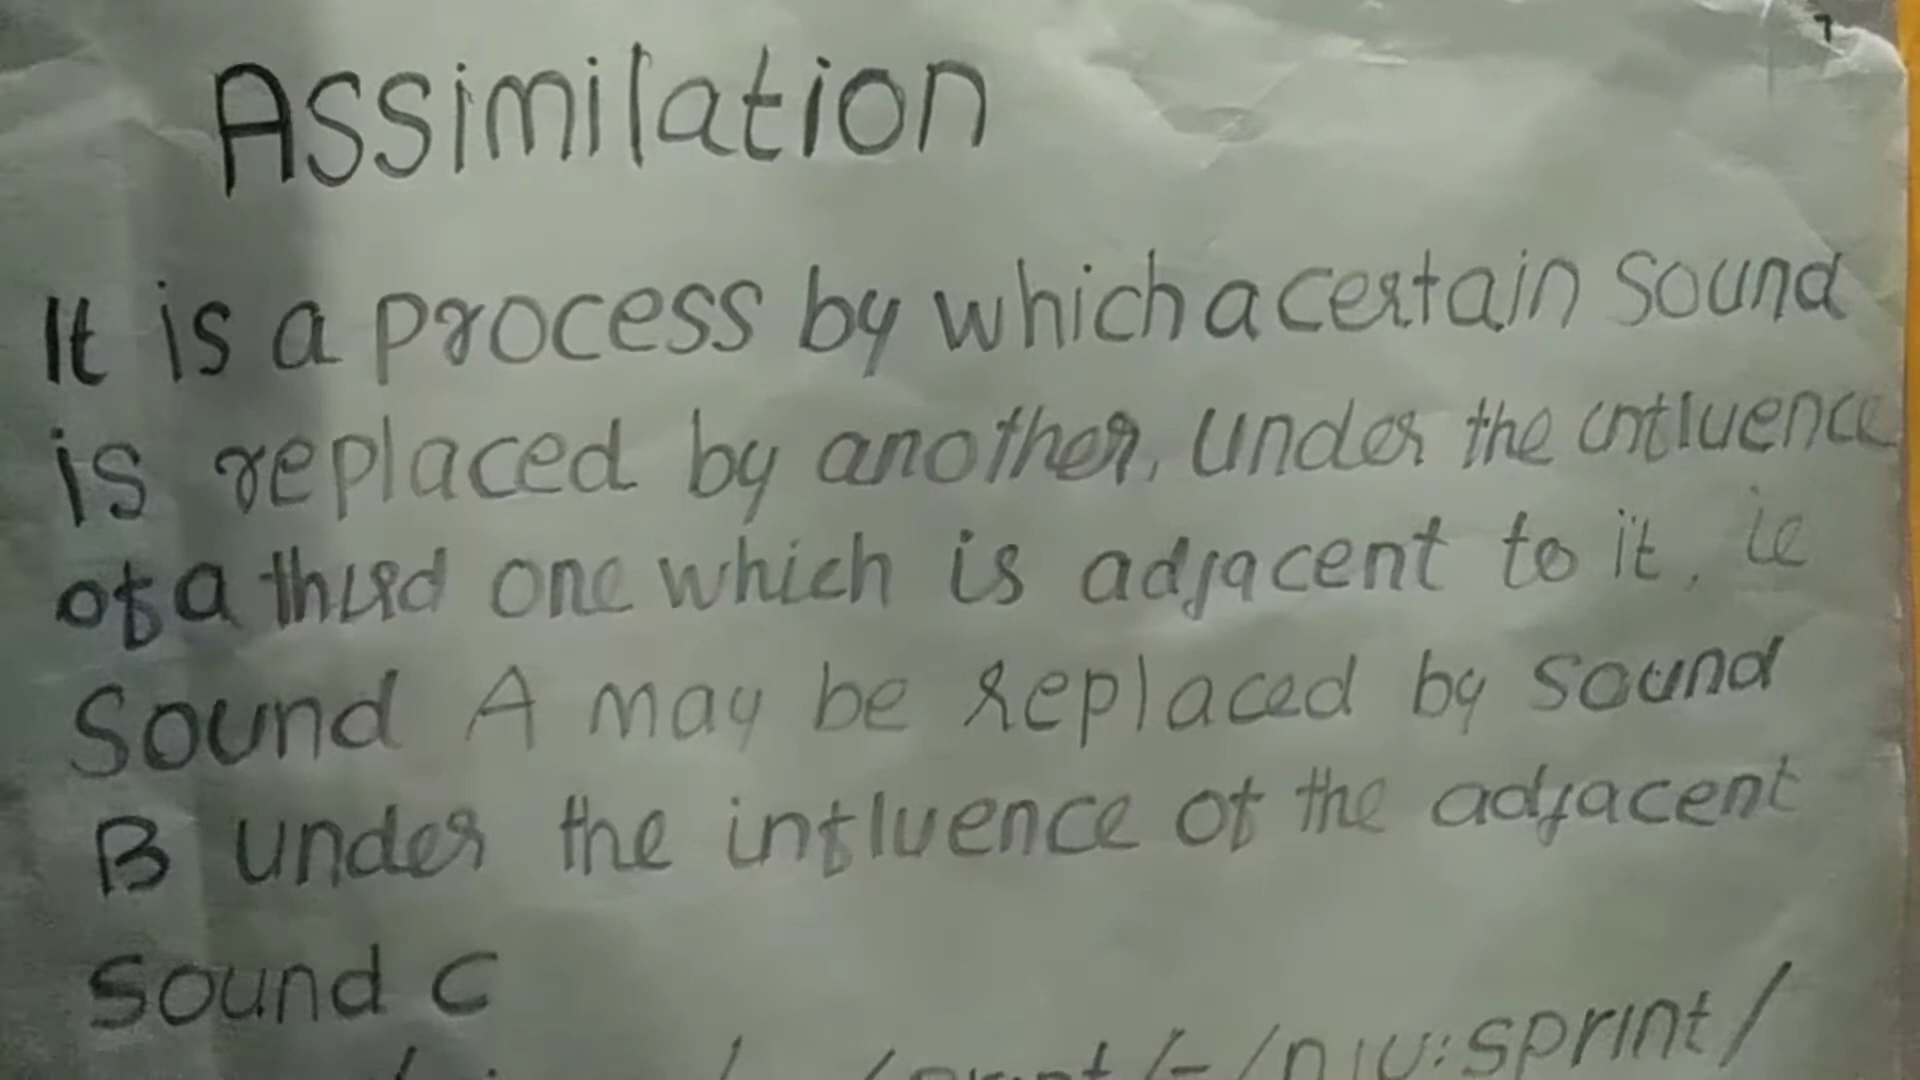 Assimilation
It is a process by which a certain sound
is replaced by another, under the influence
of a third one which is adjacent to it, ie
Sound A may be replaced by sound
B under the influence of the adjacent
Sound C
/-/nju:sprint/